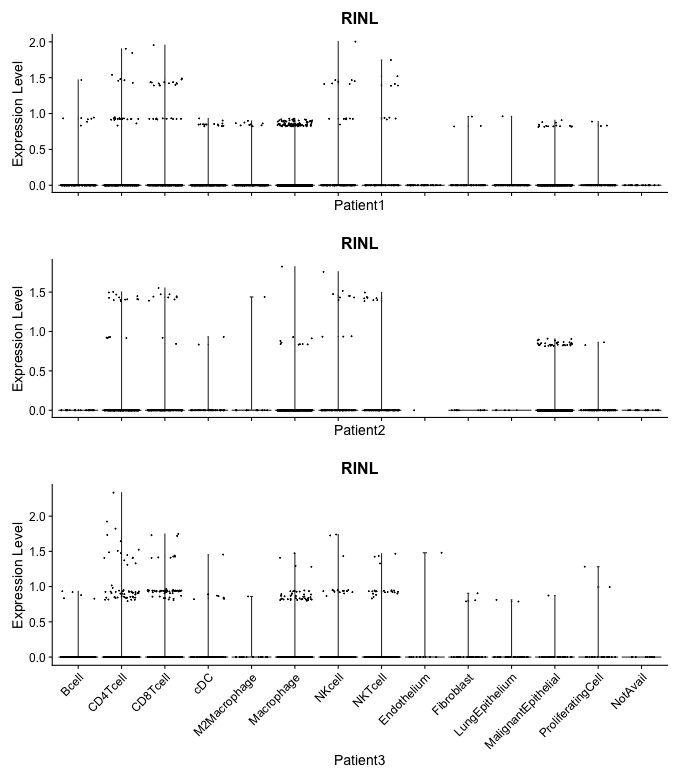 RINL
Expression Level
2.0
1.5
1.0
0.5
0.0
Patient1
RINL
Expression Level
1.5
1.0
0.5
0.0
Patient2
RINL
Expression Level
2.0
1.5
1.0
0.5
0.0
Bcell
CD4Tcell
CD8Tcell
cDC
M2Macrophage
Macrophage
NKcell
NKTcell
Endothelium
Fibroblast
LungEpithelium
MalignantEpithelial
ProliferatingCell
NotAvail
Patient3